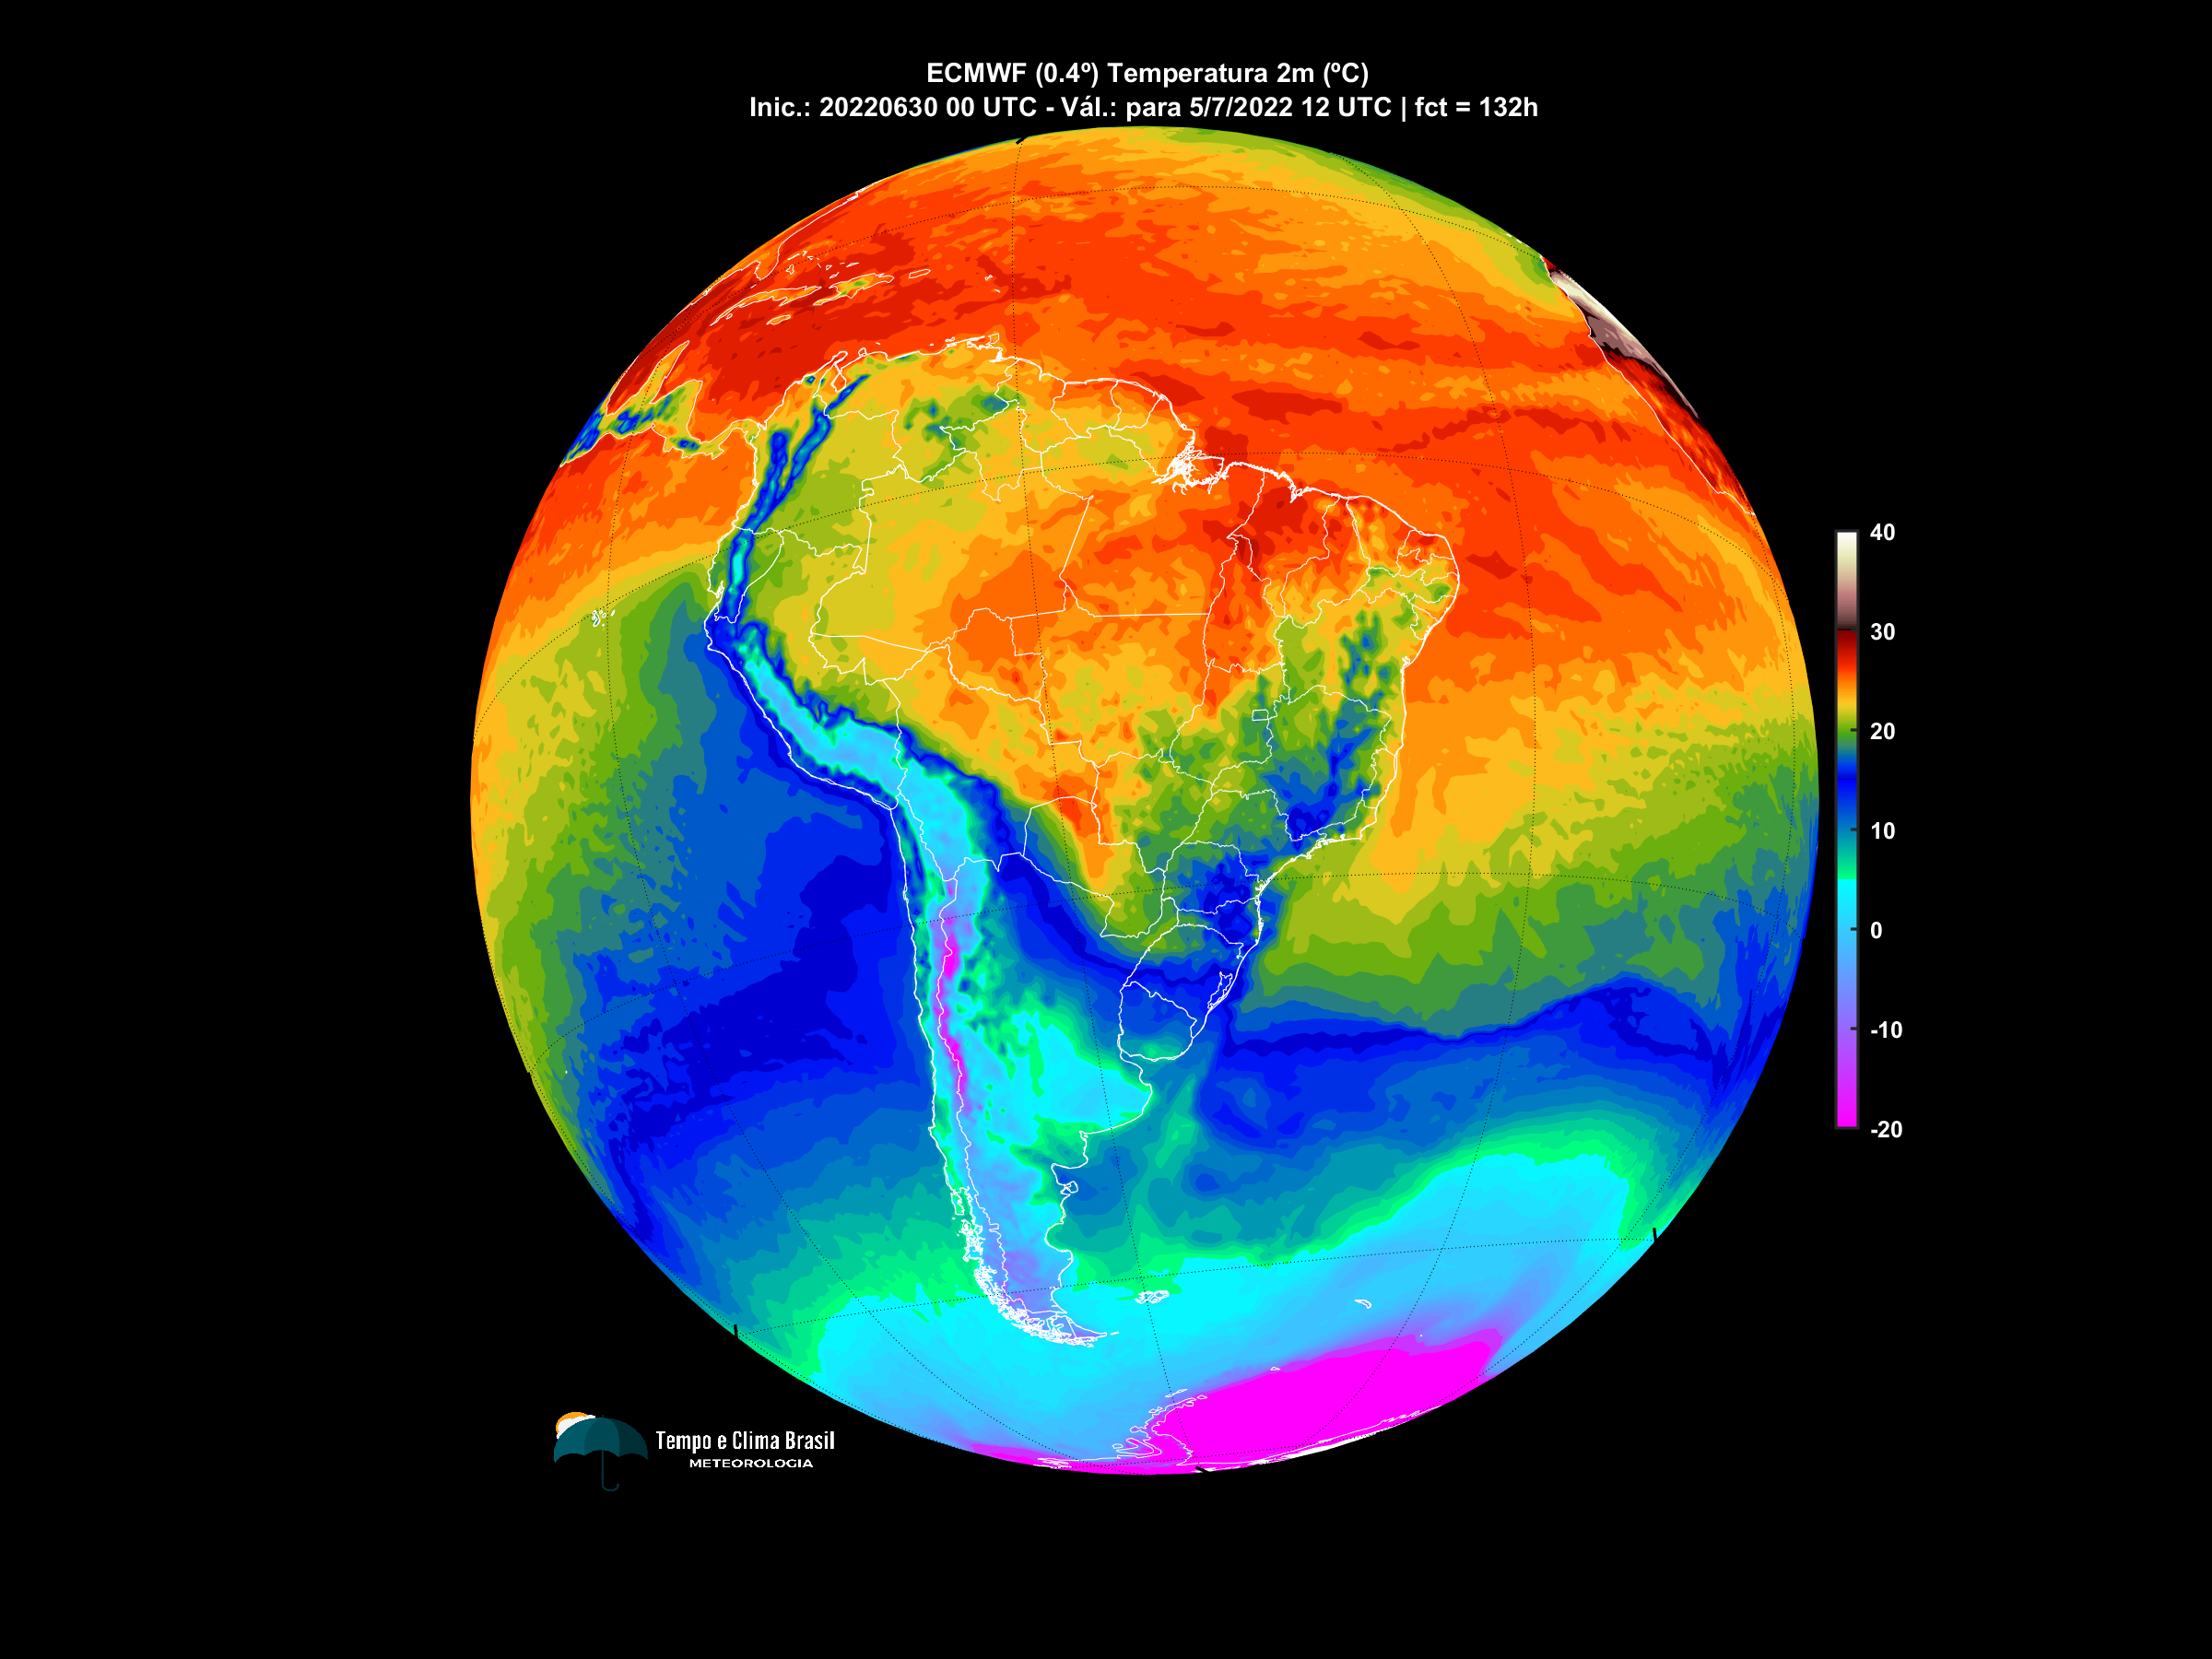 ECMWF (0.4º) Temperatura 2m (ºC)
Inic.: 20220630 00 UTC - Vál.: para 5/7/2022 12 UTC | fct = 132h
40
30
20
10
0
-10
-20
Tempo e Clima Brasil
METEOROLOGIA